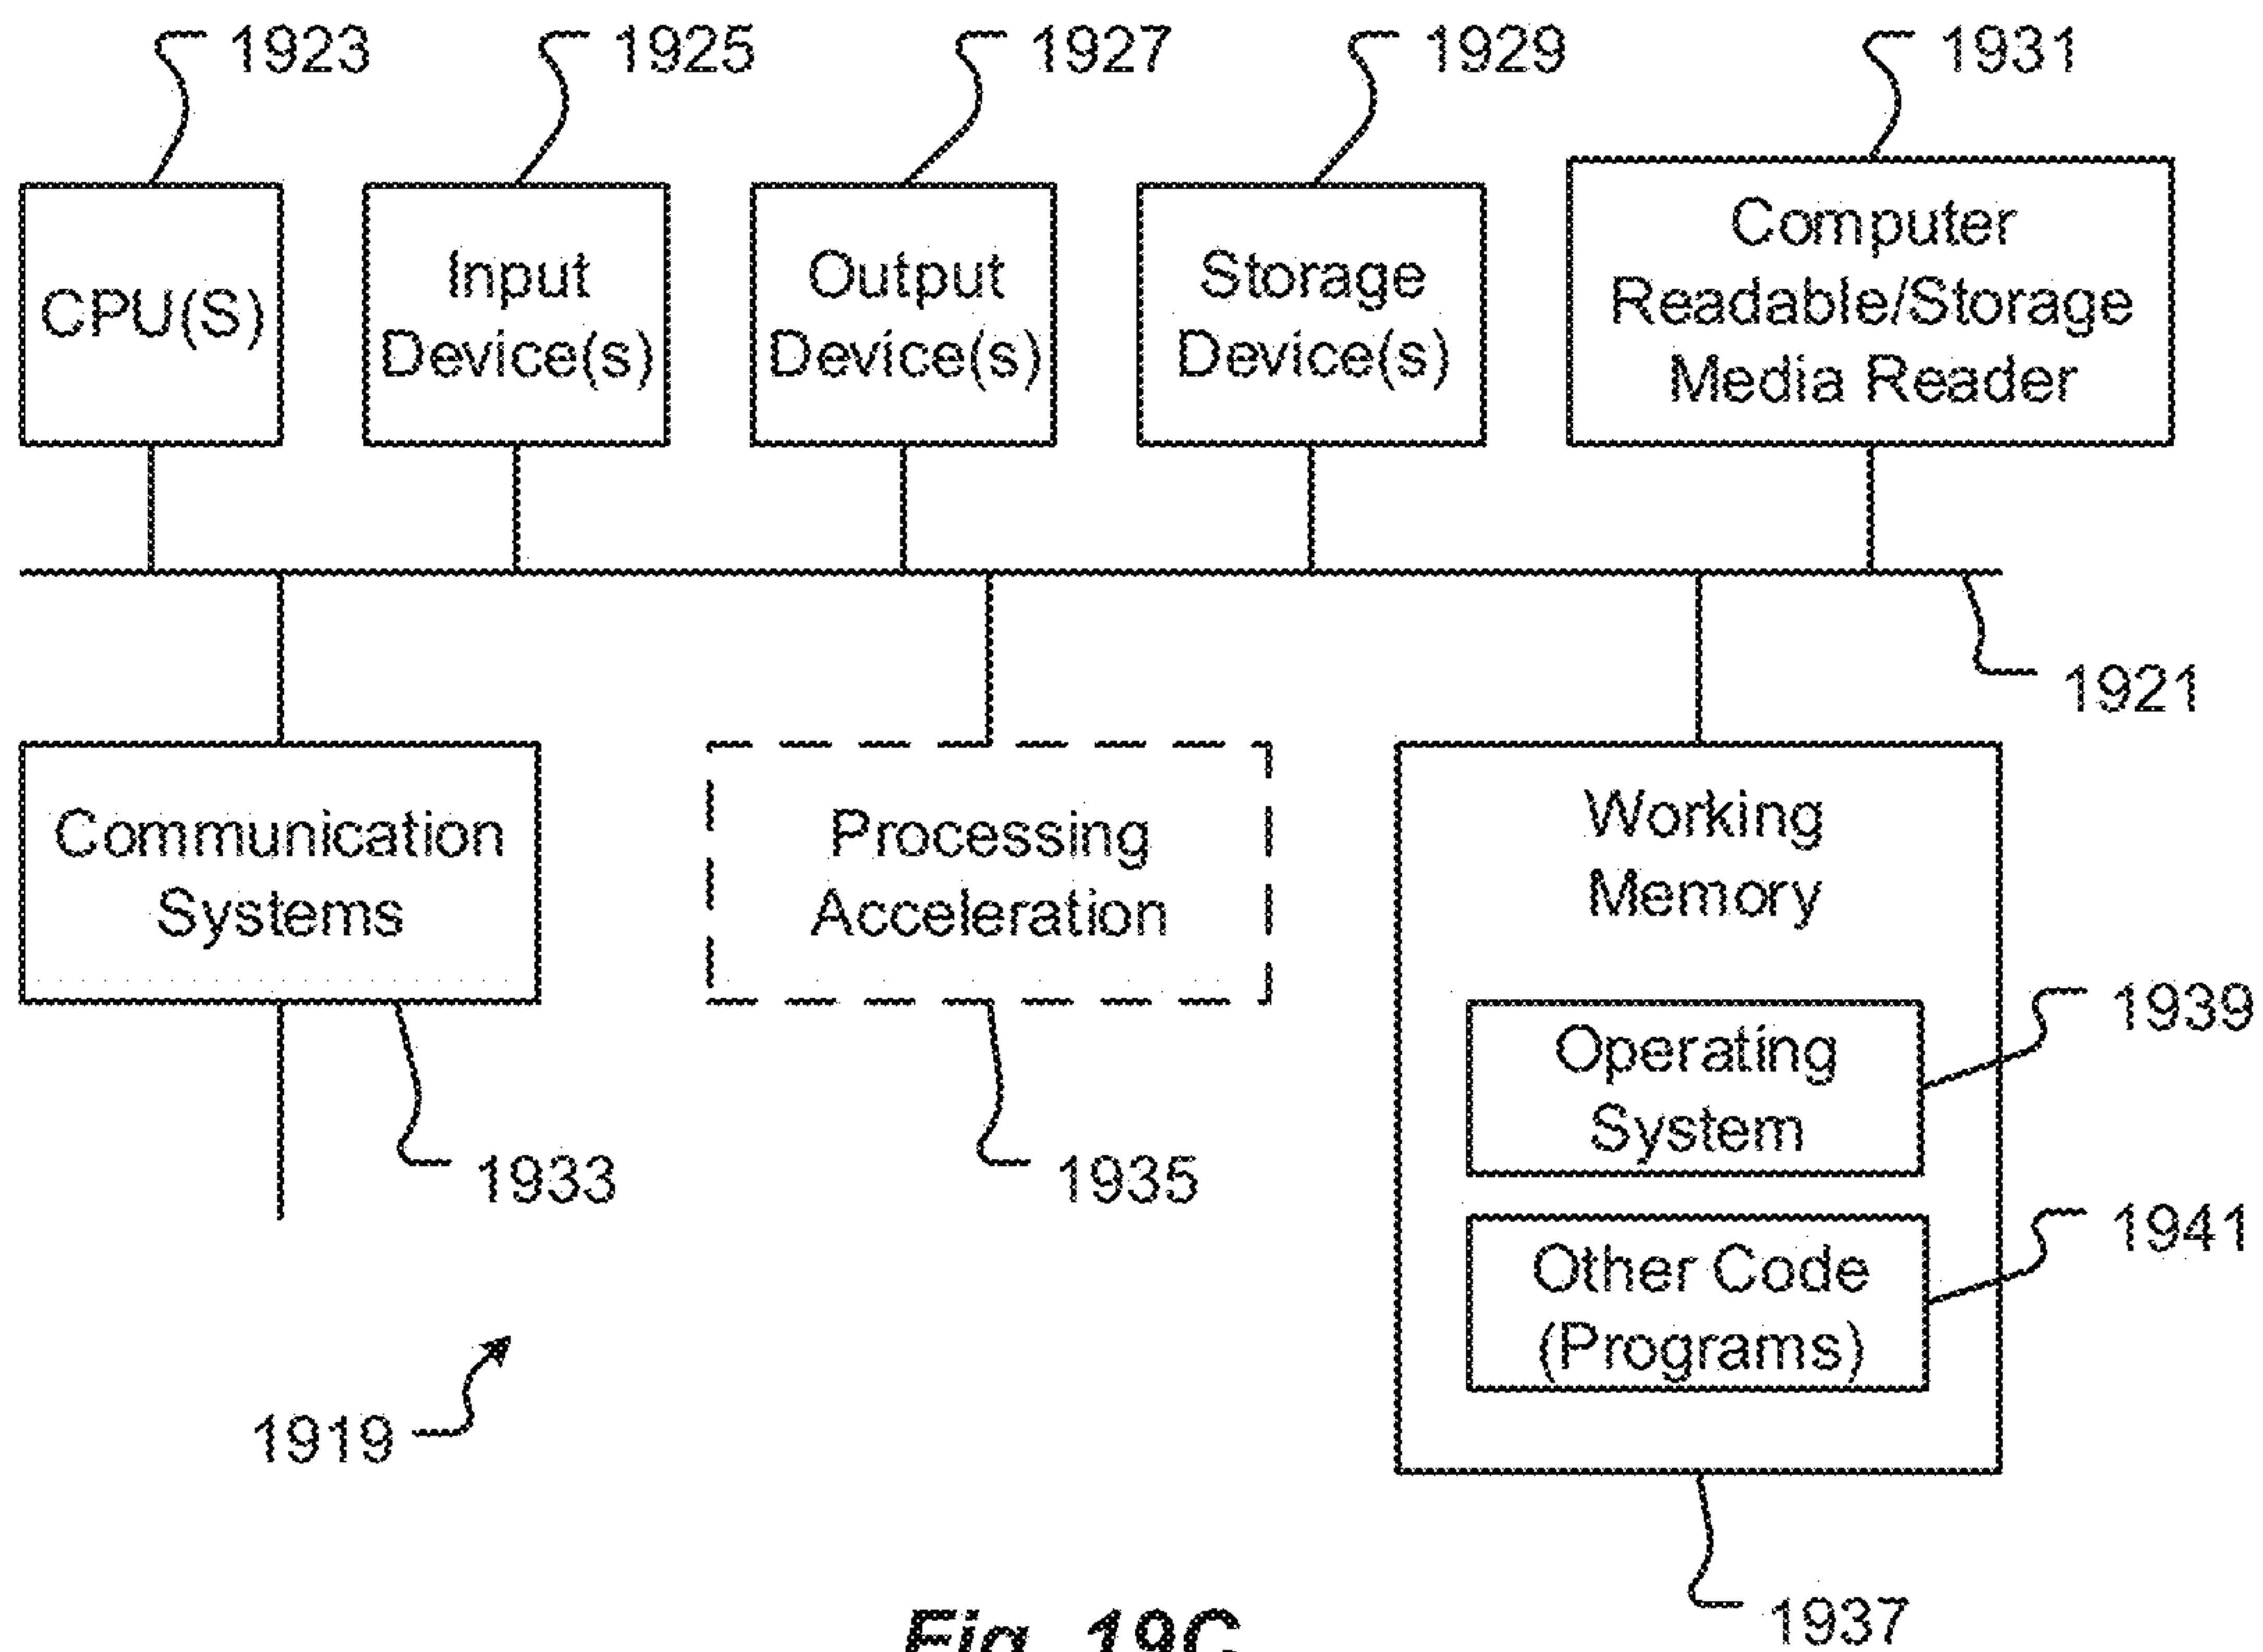 1923
1925
1927
1929
1931
CPU(S)
Input
Device(s)
Output
Device(s)
Storage
Device(s)
Computer
Readable/Storage
Media Reader
1921
Communication
Systems
Processing
Acceleration
Working
Memory
Operating
System
Other Code
(Programs)
1939
1941
1933
1935
1919
1937
Fig. 19C